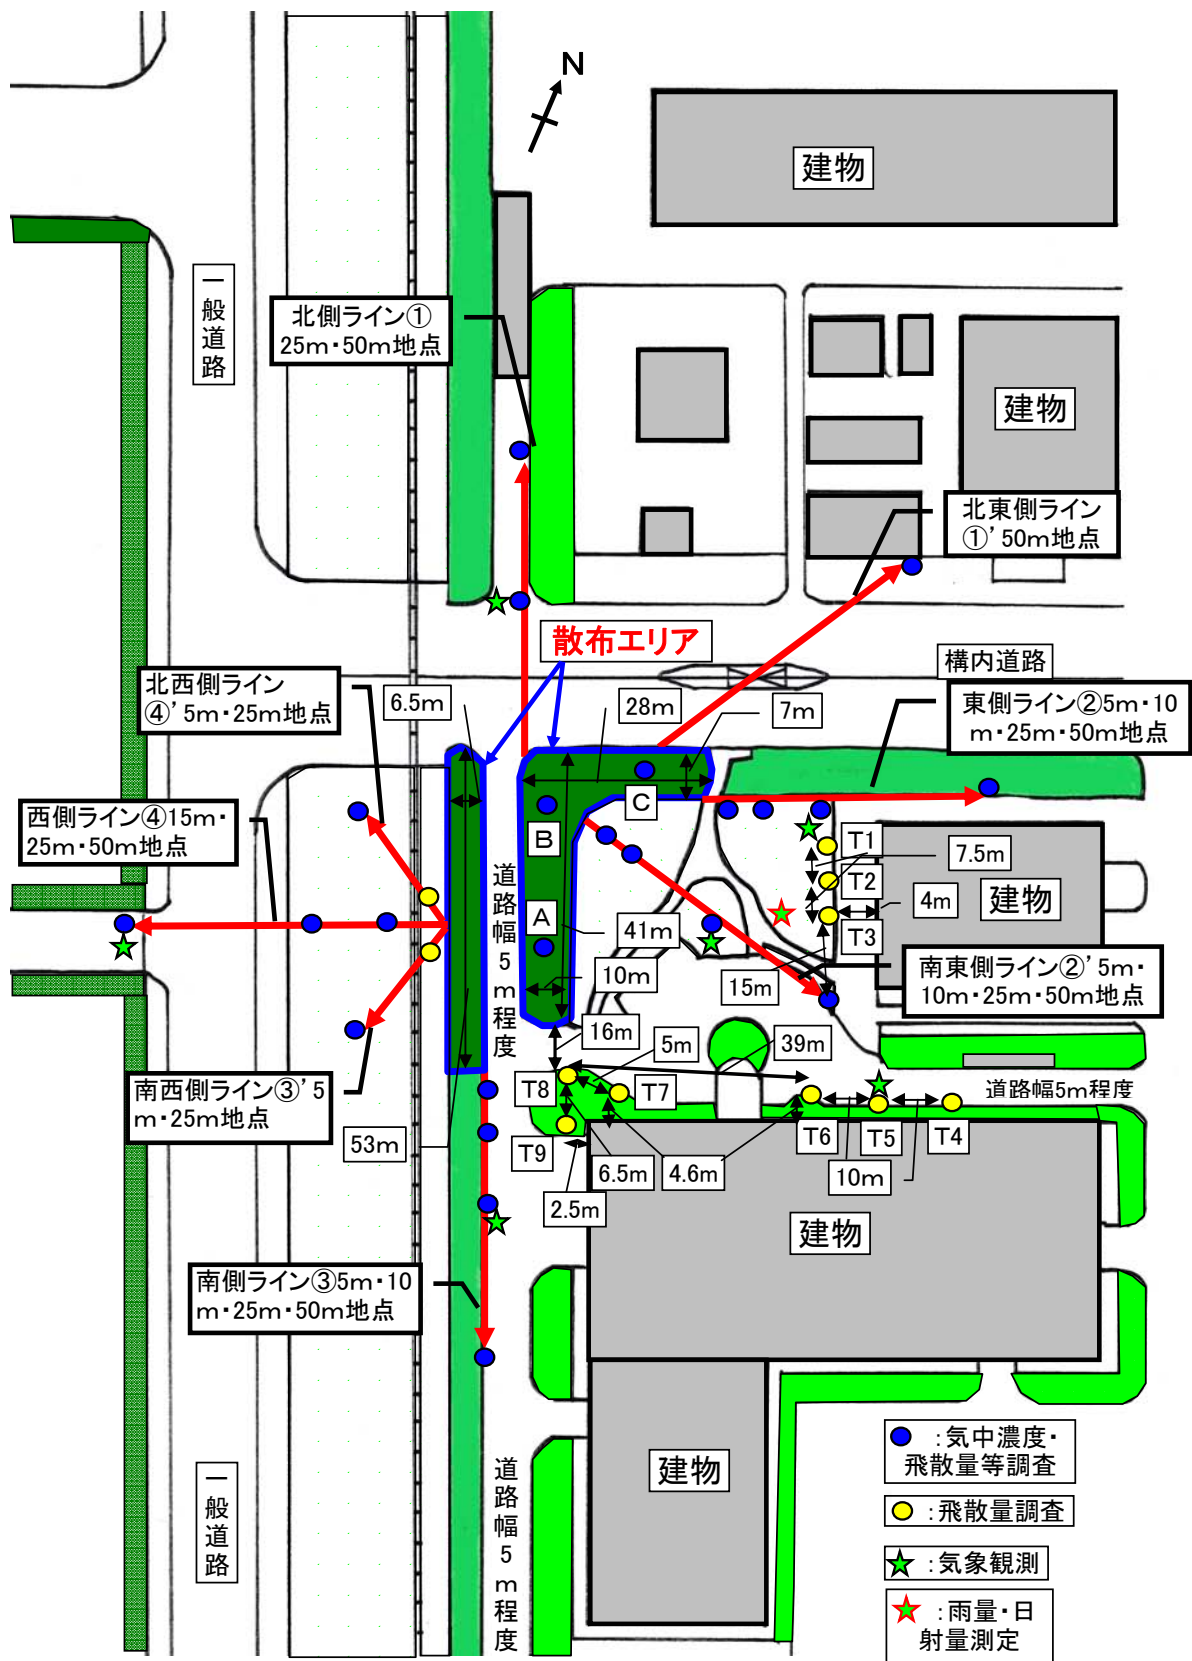 N
建物
一般道路
北側ライン①
25m・50m地点
建物
北東側ライン
①’50m地点
散布エリア
構内道路
北西側ライン
④’5m・25m地点
6.5m
28m
7m
東側ライン②5m・10
m・25m・50m地点
西側ライン④15m・
25m・50m地点
C
B
T1
7.5m
T2
建物
4m
道路幅5m程度
A
41m
T3
10m
15m
南東側ライン②’5m・
10m・25m・50m地点
16m
39m
5m
南西側ライン③’5
m・25m地点
T8
T7
道路幅5m程度
53m
T9
6.5m
4.6m
T6
T5
T4
10m
2.5m
建物
南側ライン③5m・10
m・25m・50m地点
一般道路
道路幅5m程度
建物
:気中濃度・
飛散量等調査
:飛散量調査
:気象観測
:雨量・日
射量測定